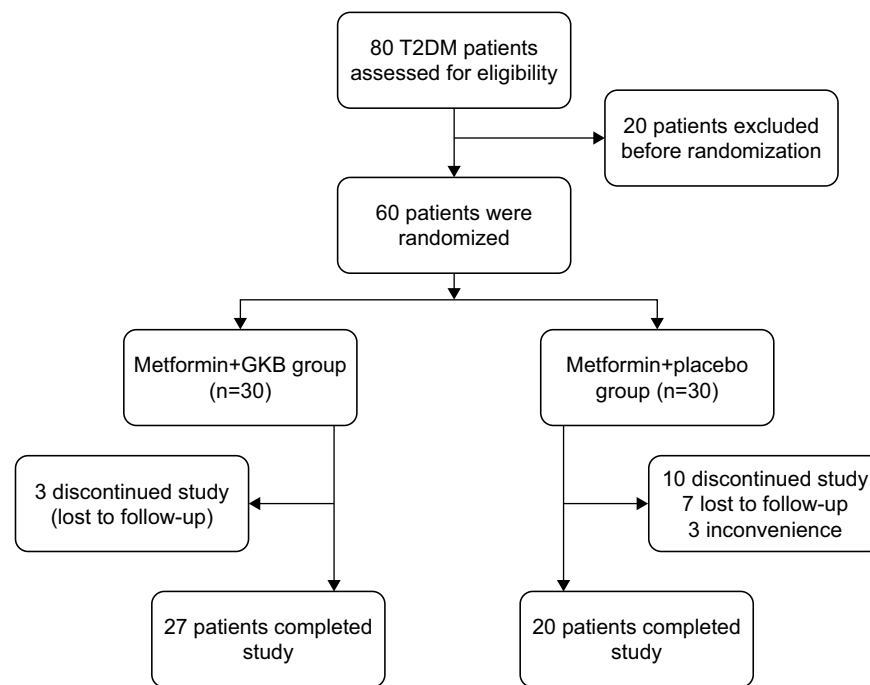 80 T2DM patients
assessed for eligibility
20 patients excluded
before randomization
60 patients were
randomized
Metformin+GKB group
(n=30)
Metformin+placebo
group (n=30)
3 discontinued study
(lost to follow-up)
10 discontinued study
7 lost to follow-up
3 inconvenience
27 patients completed
study
20 patients completed
study